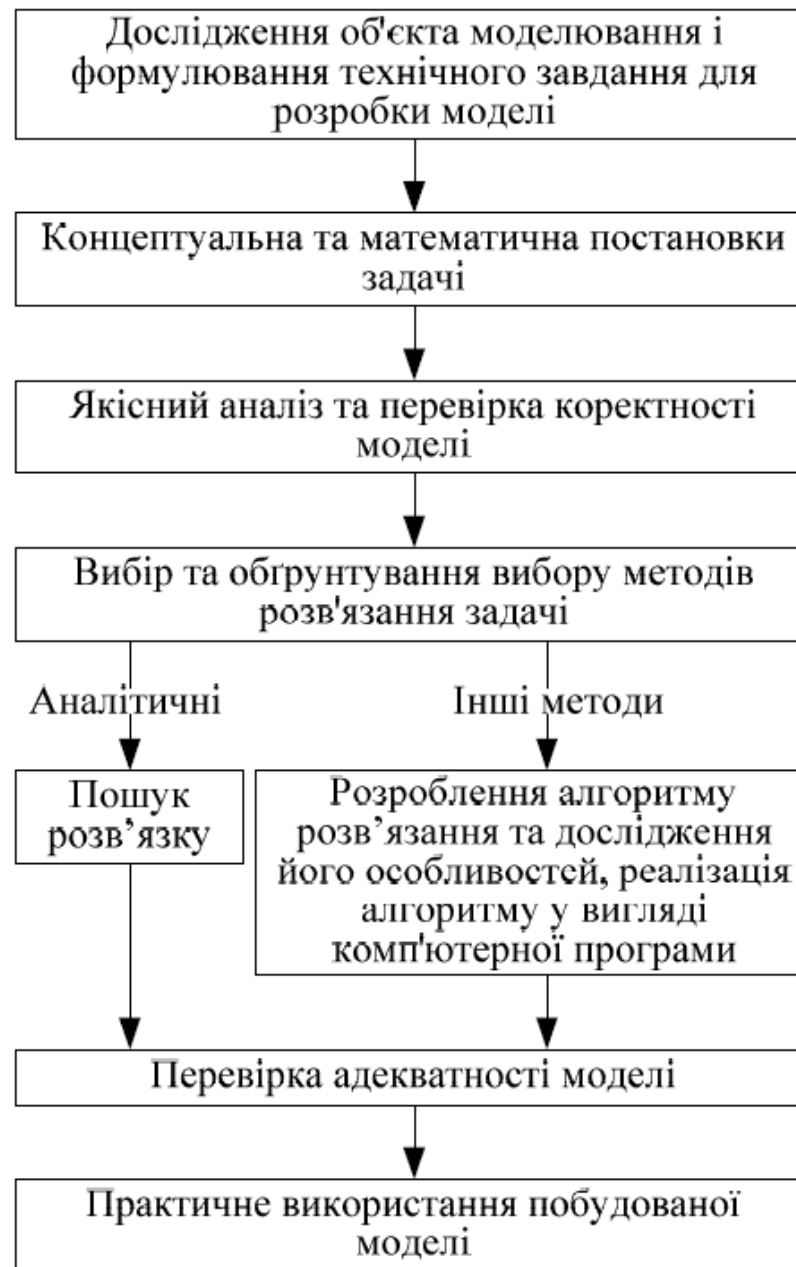 Дослідження об'єкта моделювання і
формулювання технічного завдання для
розробки моделі
Концептуальна та математична постановки
задачі
Якісний аналіз та перевірка коректності
моделі
Вибір та обґрунтування вибору методів
розв'язання задачі
Аналітичні
Інші методи
Пошук
розв’язку
Розроблення алгоритму
розв’язання та дослідження
його особливостей, реалізація
алгоритму у вигляді
комп'ютерної програми
Перевірка адекватності моделі
Практичне використання побудованої
моделі